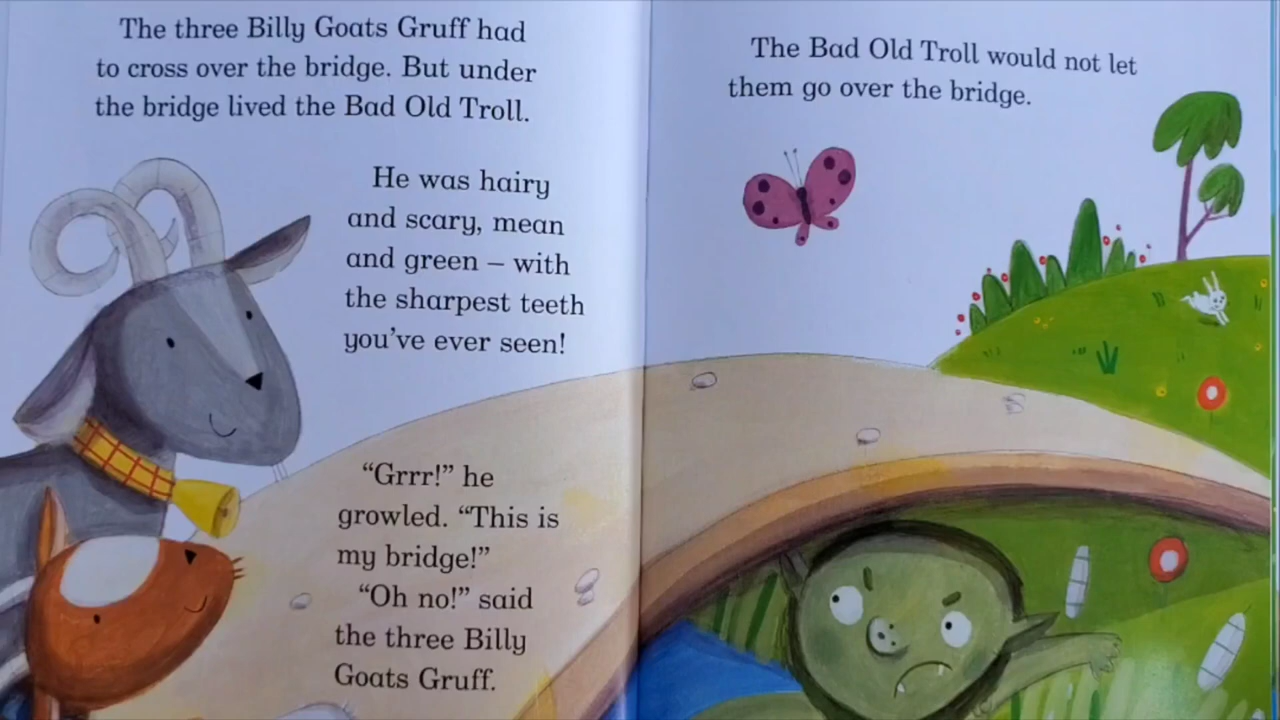 The three Billy Goats Gruff had
to cross over the bridge. But under
the bridge lived the Bad Old Troll.
He was hairy
and scary, mean
and green – with
the sharpest teeth
you've ever seen!
“Grrr!” he
growled. “This is
my bridge!”
“Oh no!” said
the three Billy
Goats Gruff.
The Bad Old Troll would not let
them go over the bridge.